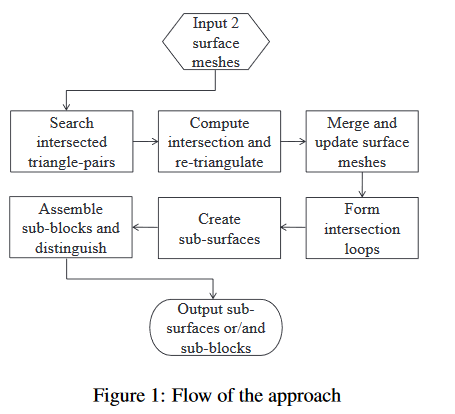 Input 2
surface
meshes
Search
intersected
triangle-pairs
Compute
intersection and
re-triangulate
Merge and
update surface
meshes
Form
intersection
loops
Create
sub-surfaces
Assemble
sub-blocks and
distinguish
Output sub-
surfaces or/and
sub-blocks
Figure 1: Flow of the approach